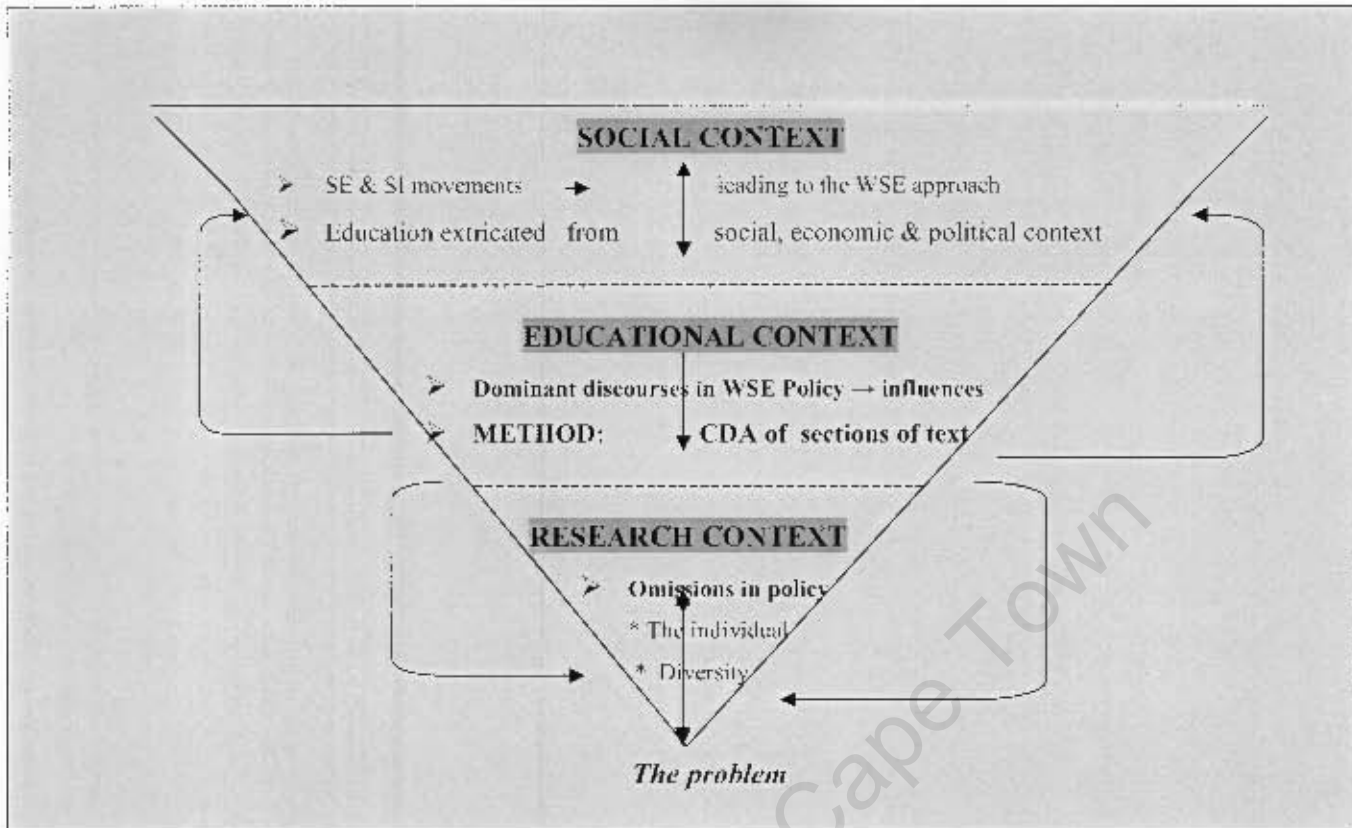 SOCIAL CONTEXT
➢ SE & SI movements → leading to the WSE approach
➢ Education extricated from social, economic & political context
EDUCATIONAL CONTEXT
➢ Dominant discourses in WSE Policy → influences
➢ METHOD: CDA of sections of text
RESEARCH CONTEXT
➢ Omissions in policy
* The individual
* Diversity
The problem
Cape Town